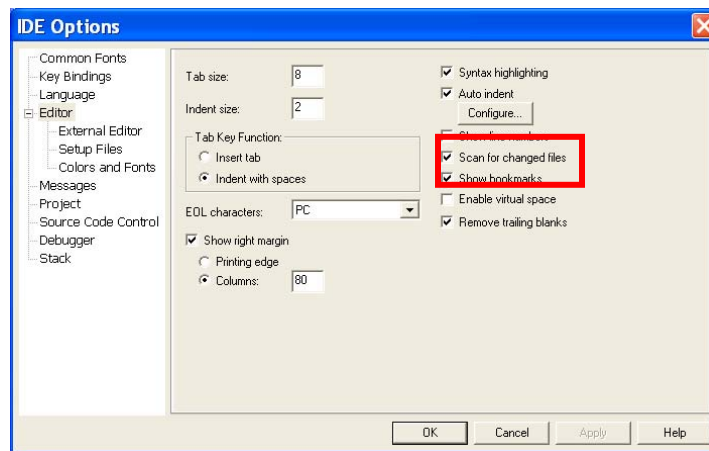 IDE Options
Common Fonts
Key Bindings
Language
Editor
External Editor
Setup Files
Colors and Fonts
Messages
Project
Source Code Control
Debugger
Stack
Tab size: 8
Indent size: 2
Tab Key Function:
Insert tab
Indent with spaces
EOL characters: PC
Show right margin
Printing edge
Columns: 80
Syntax highlighting
Auto indent
Configure...
Show line numbers
Scan for changed files
Show bookmarks
Enable virtual space
Remove trailing blanks
OK Cancel Apply Help